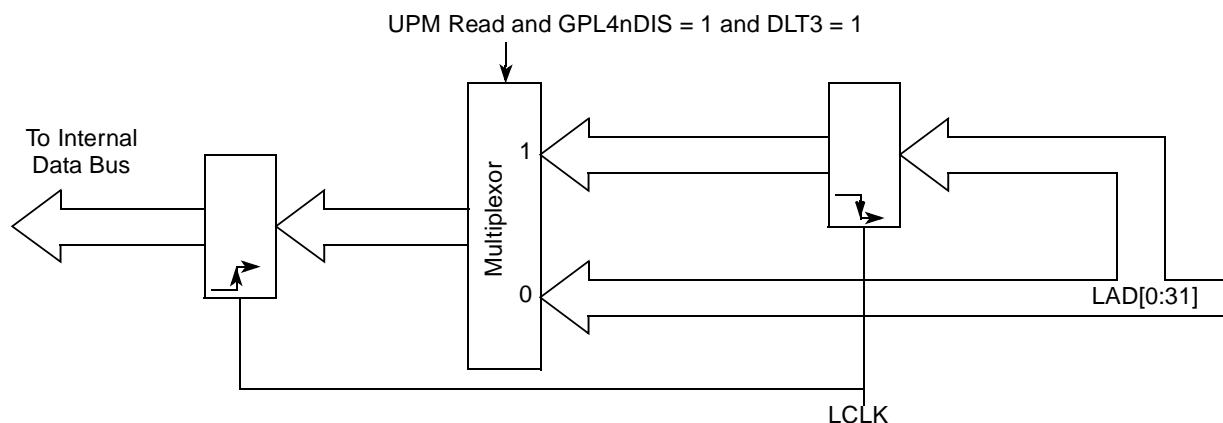 UPM Read and GPL4nDIS = 1 and DLT3 = 1
To Internal
Data Bus
Multiplexor
1
0
LAD[0:31]
LCLK